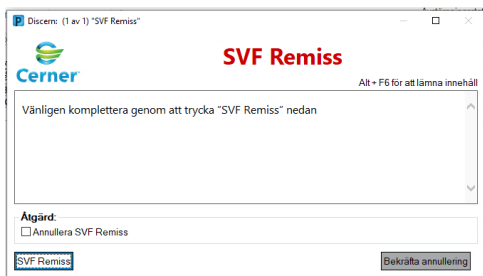 Discern: (1 av 1) "SVF Remiss"
Cerner
SVF Remiss
Alt + F6 för att lämna innehåll
Vänligen komplettera genom att trycka "SVF Remiss" nedan
Åtgärd:
Annullera SVF Remiss
SVF Remiss
Bekräfta annullering